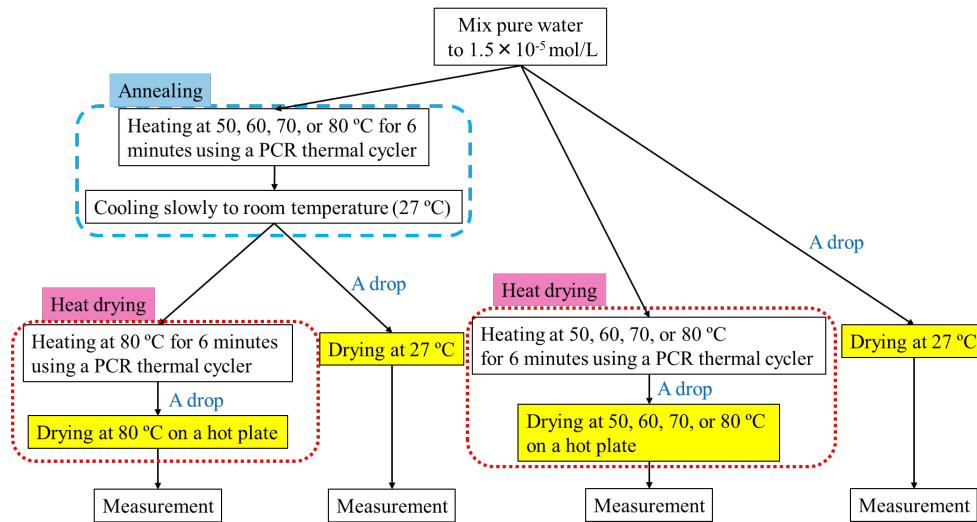 Mix pure water
to 1.5 × 10⁻⁵ mol/L
Annealing
Heating at 50, 60, 70, or 80 ºC for 6
minutes using a PCR thermal cycler
Cooling slowly to room temperature (27 ºC)
A drop
A drop
Heat drying
Heat drying
Heating at 80 ºC for 6 minutes
using a PCR thermal cycler
Drying at 27 ºC
Heating at 50, 60, 70, or 80 ºC
for 6 minutes using a PCR thermal cycler
Drying at 27 ºC
A drop
A drop
Drying at 80 ºC on a hot plate
Drying at 50, 60, 70, or 80 ºC
on a hot plate
Measurement
Measurement
Measurement
Measurement